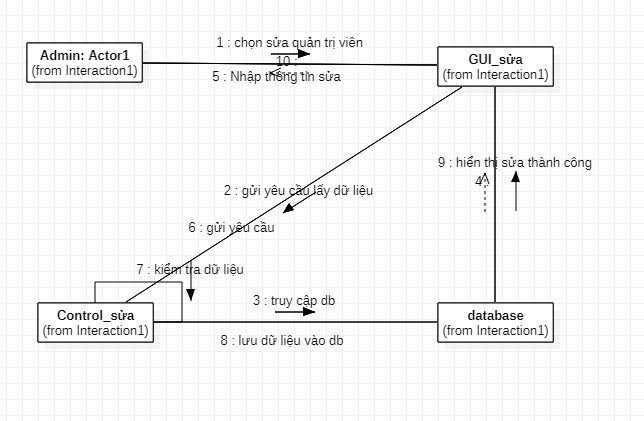 1 : chọn sửa quản trị viên
Admin: Actor1
(from Interaction1)
10 :
GUI_sửa
(from Interaction1)
5 : Nhập thông tin sửa
9 : hiển thị sửa thành công
4 :
2 : gửi yêu cầu lấy dữ liệu
6 : gửi yêu cầu
7 : kiểm tra dữ liệu
3 : truy cập db
Control_sửa
(from Interaction1)
database
(from Interaction1)
8 : lưu dữ liệu vào db